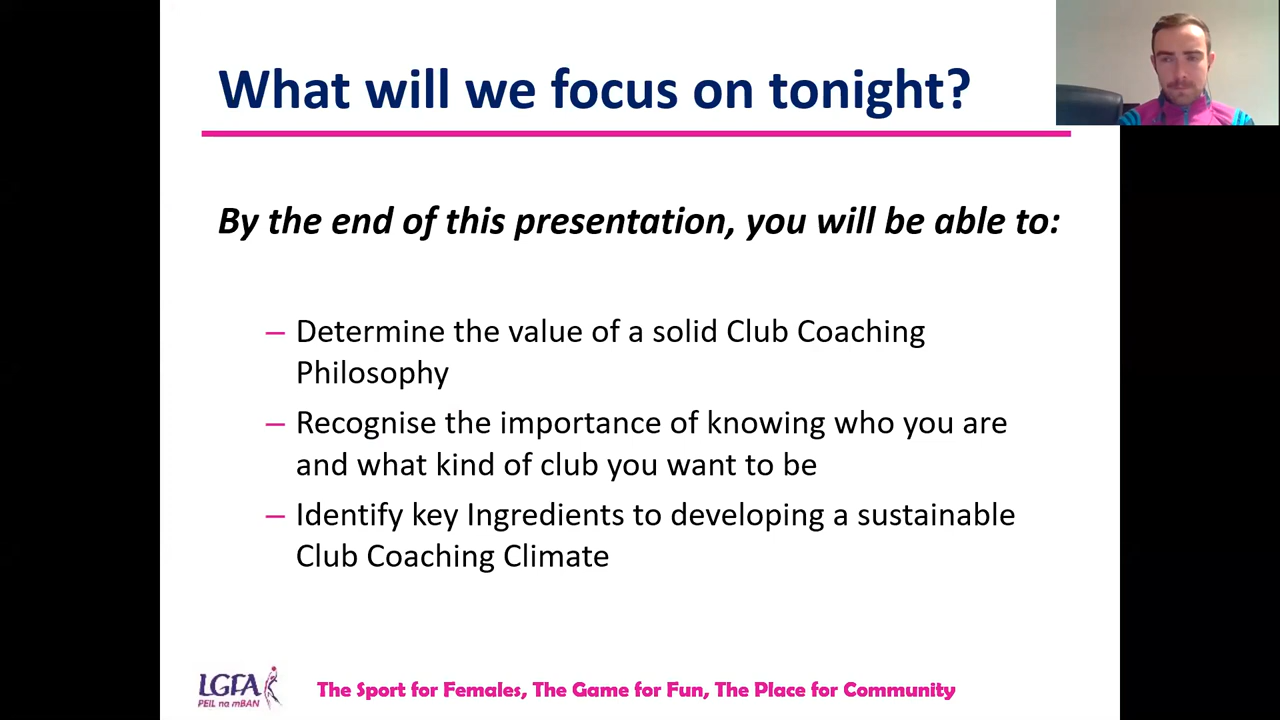 What will we focus on tonight?
By the end of this presentation, you will be able to:
– Determine the value of a solid Club Coaching
Philosophy
– Recognise the importance of knowing who you are
and what kind of club you want to be
– Identify key Ingredients to developing a sustainable
Club Coaching Climate
LGFA
PEIL na mBAN
The Sport for Females, The Game for Fun, The Place for Community